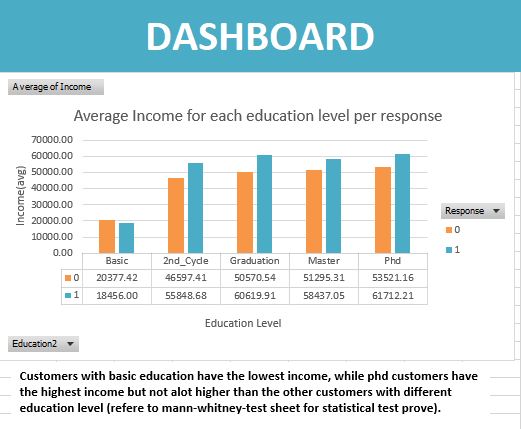 DASHBOARD
Average of Income
Average Income for each education level per response
Income(avg)
70000.00
60000.00
50000.00
40000.00
30000.00
20000.00
10000.00
0.00
Basic 2nd_Cycle Graduation Master Phd
0 20377.42 46597.41 50570.54 51295.31 53521.16
1 18456.00 55848.68 60619.91 58437.05 61712.21
Education Level
Response
0
1
Education2
Customers with basic education have the lowest income, while phd customers have
the highest income but not alot higher than the other customers with different
education level (refere to mann-whitney-test sheet for statistical test prove).